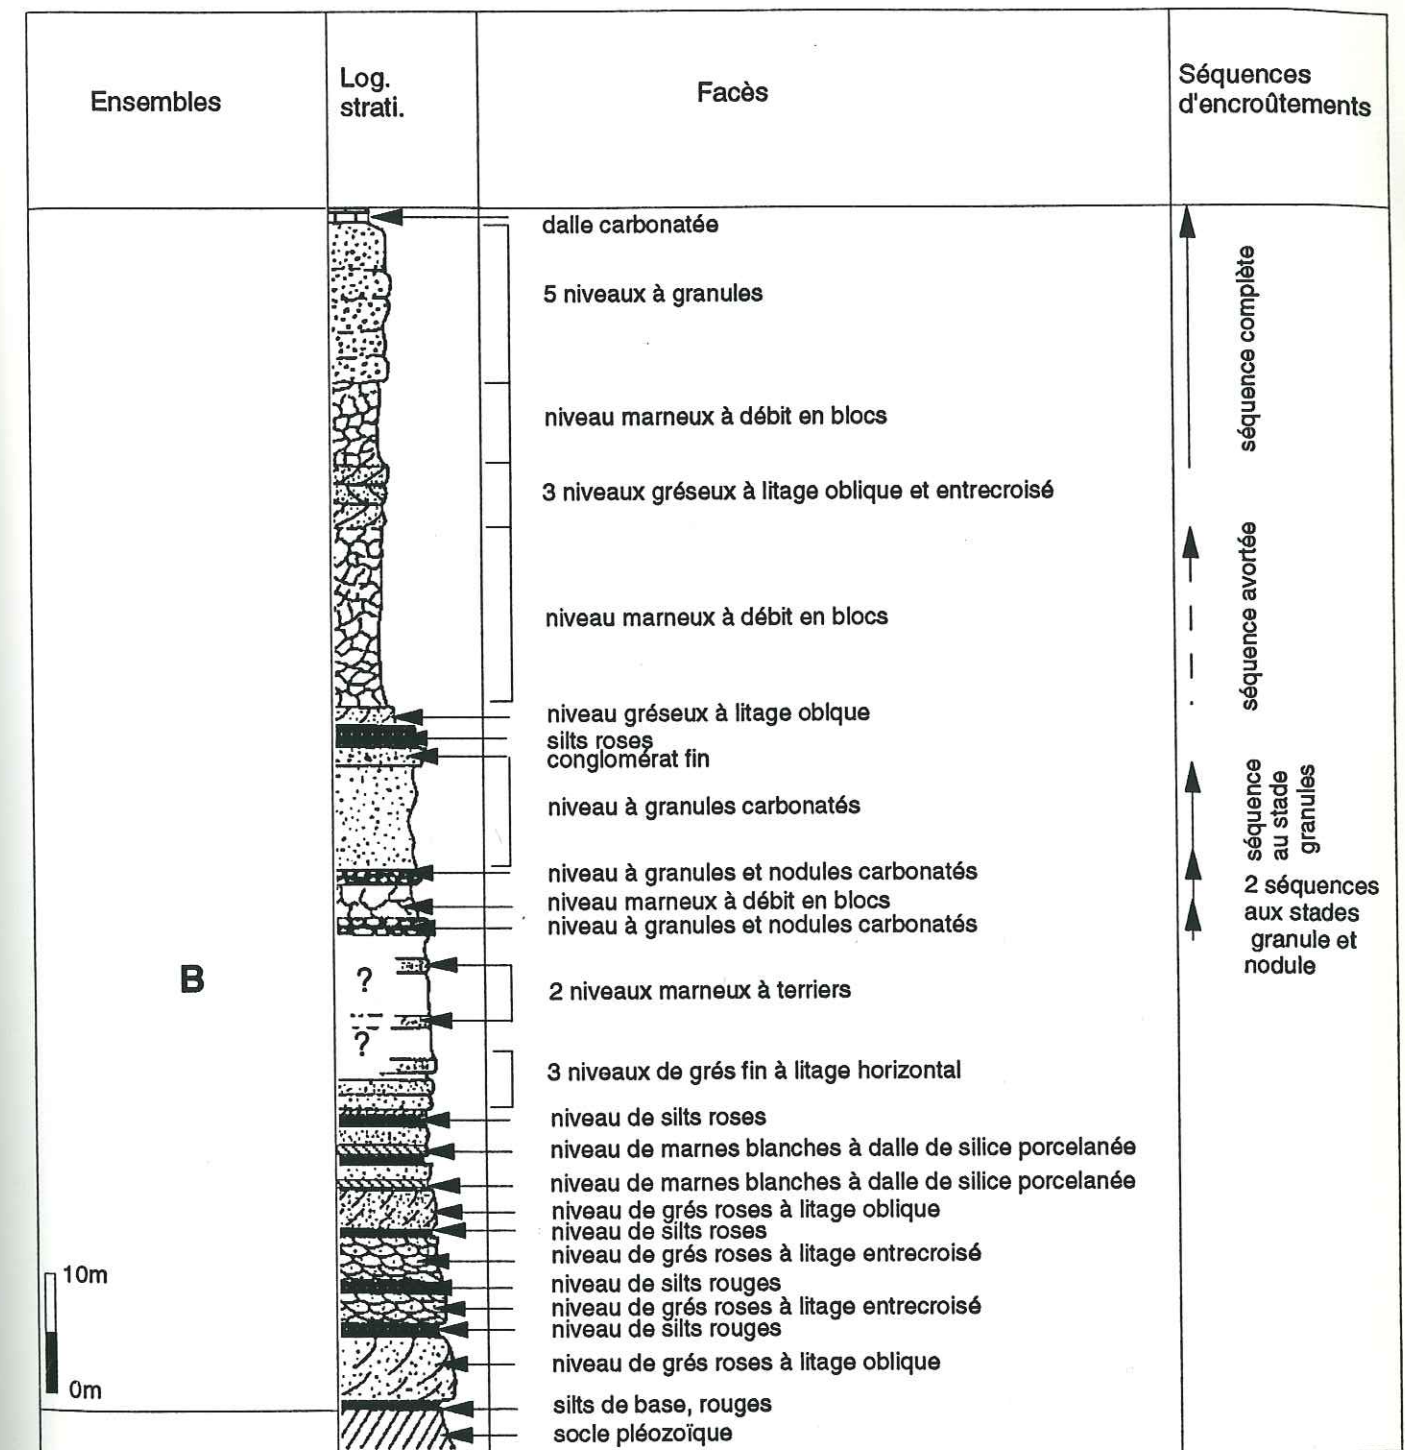 Ensembles
Log.
strati.
Facès
Séquences
d'encroûtements
dalle carbonatée
5 niveaux à granules
niveau marneux à débit en blocs
3 niveaux gréseux à litage oblique et entrecroisé
niveau marneux à débit en blocs
niveau gréseux à litage oblque
silts roses
conglomérat fin
niveau à granules carbonatés
niveau à granules et nodules carbonatés
niveau marneux à débit en blocs
niveau à granules et nodules carbonatés
2 niveaux marneux à terriers
3 niveaux de grés fin à litage horizontal
niveau de silts roses
niveau de marnes blanches à dalle de silice porcelanée
niveau de marnes blanches à dalle de silice porcelanée
niveau de grés roses à litage oblique
niveau de silts roses
niveau de grés roses à litage entrecroisé
niveau de silts rouges
niveau de grés roses à litage entrecroisé
niveau de silts rouges
niveau de grés roses à litage oblique
silts de base, rouges
socle pléozoïque
séquence complète
séquence avortée
séquence
au stade
granules
2 séquences
aux stades
granule et
nodule
B
?
?
10m
0m